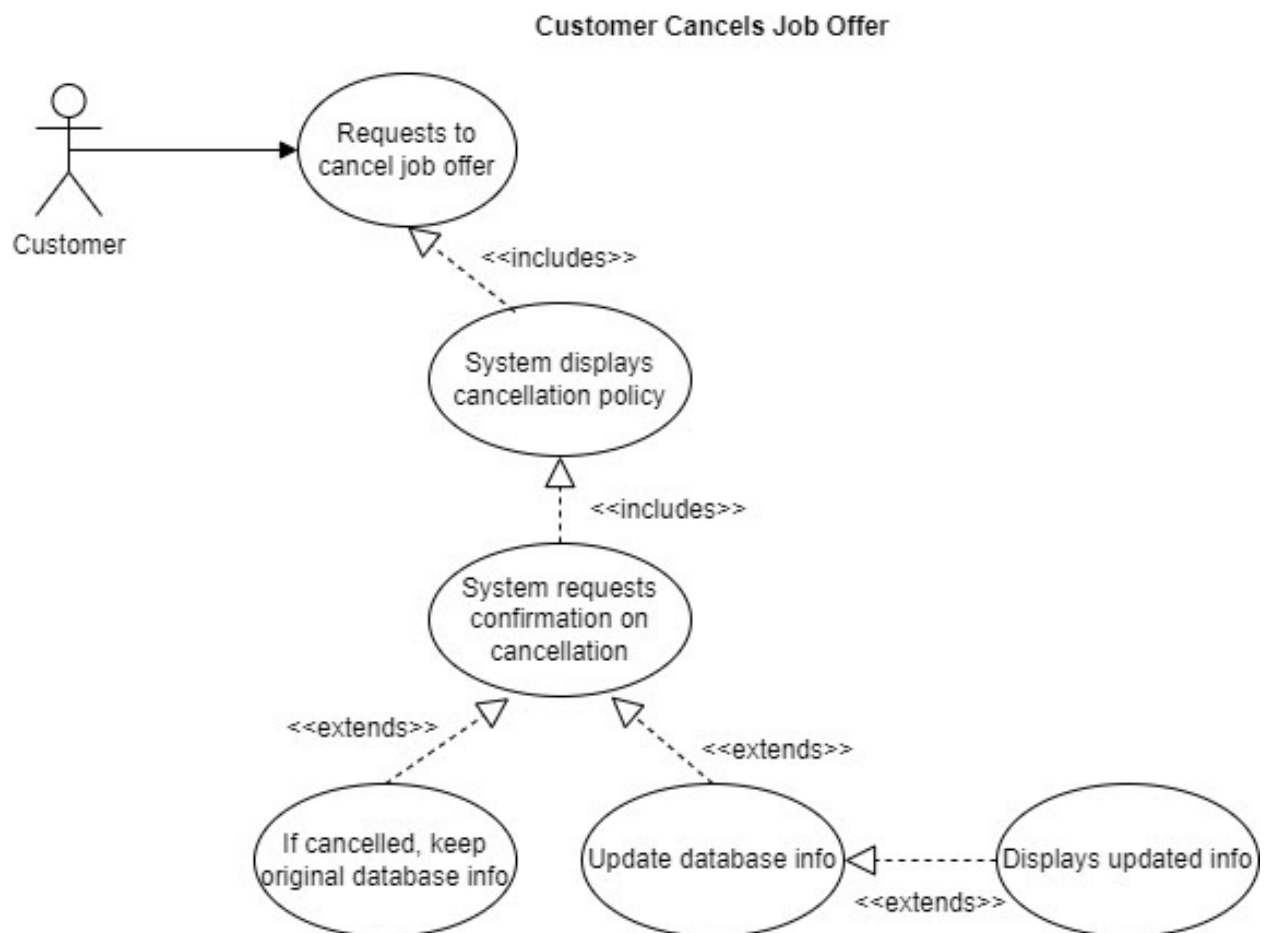 Customer Cancels Job Offer
Requests to
cancel job offer
Customer
<<includes>>
System displays
cancellation policy
<<includes>>
System requests
confirmation on
cancellation
<<extends>>
<<extends>>
If cancelled, keep
original database info
Update database info
Displays updated info
<<extends>>